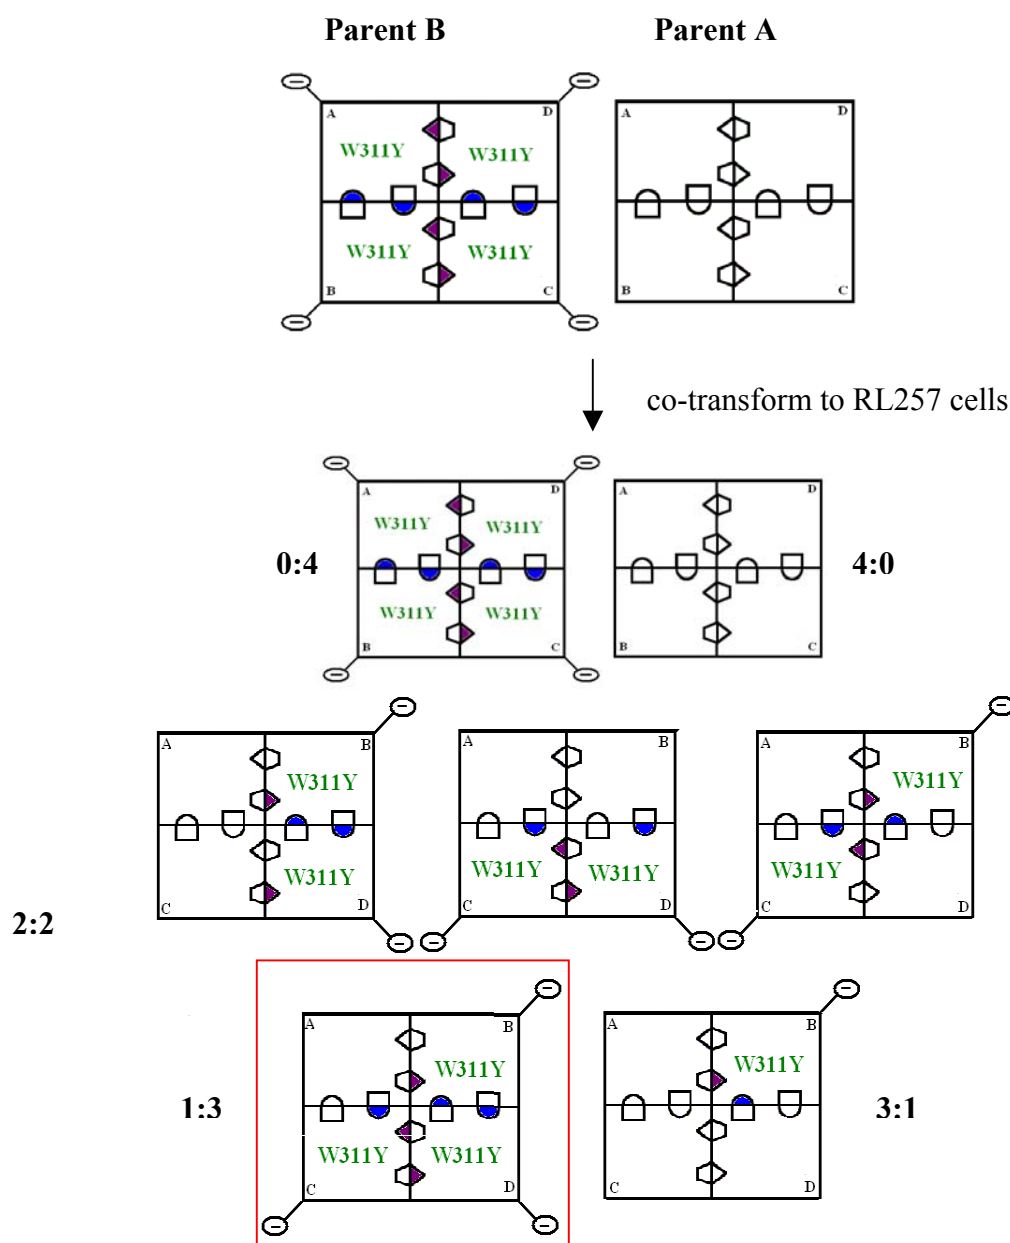 Parent B Parent A
A D A D
W311Y W311Y
W311Y W311Y
B C B C
co-transform to RL257 cells
A D A D
W311Y W311Y
0:4 4:0
W311Y W311Y
B C B C
A B A B A B
W311Y W311Y
W311Y W311Y W311Y W311Y
C D C D C D
2:2
A B A B
W311Y W311Y
1:3 3:1
W311Y W311Y
C D C D